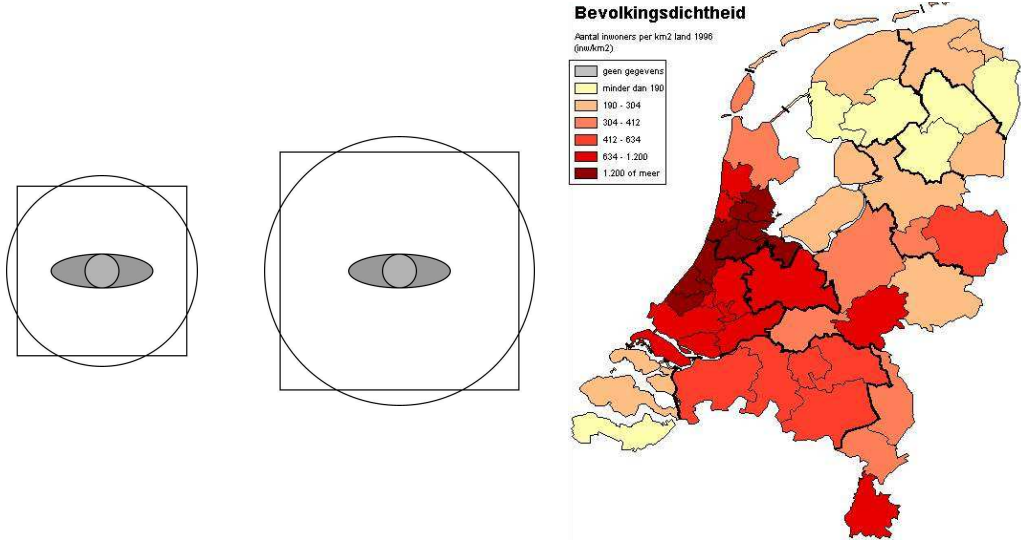 Bevolkingsdichtheid
Aantal inwoners per km2 land 1996
(inw/km2)
geen gegevens
minder dan 190
190 - 304
304 - 412
412 - 634
634 - 1.200
1.200 of meer